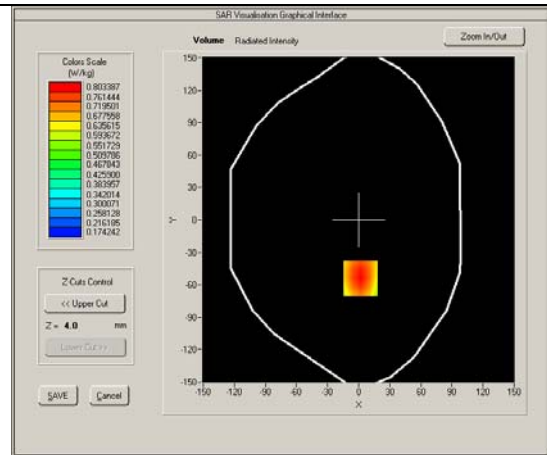 SAR Visualisation Graphical Interface
Volume Radiated Intensity
Zoom In/Out
Colors Scale
(W/kg)
0.803387
0.761444
0.719501
0.677558
0.635615
0.593672
0.551729
0.509786
0.467843
0.425900
0.383957
0.342014
0.300071
0.258128
0.216185
0.174242
Z Cuts Control
<< Upper Cut
Z = 4.0 mm
Lower Cut >>
SAVE Cancel
150
120
90
60
30
0
-30
-60
-90
-120
-150
Y
-150 -120 -90 -60 -30 0 30 60 90 120 150
X